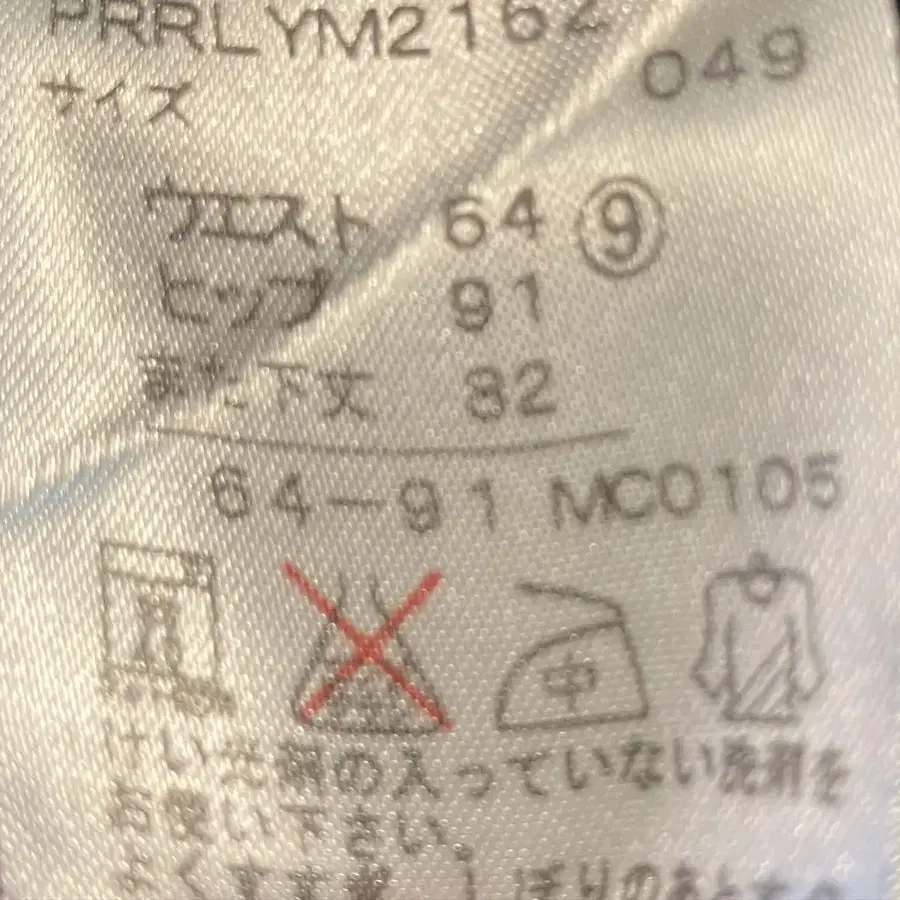 PRRLYM2162
049
サイズ
ウエスト 64 ⑨
ヒップ 91
また下丈 82
64-91 MC0105
中
けい光剤の入っていない洗剤を
お使い下さい。